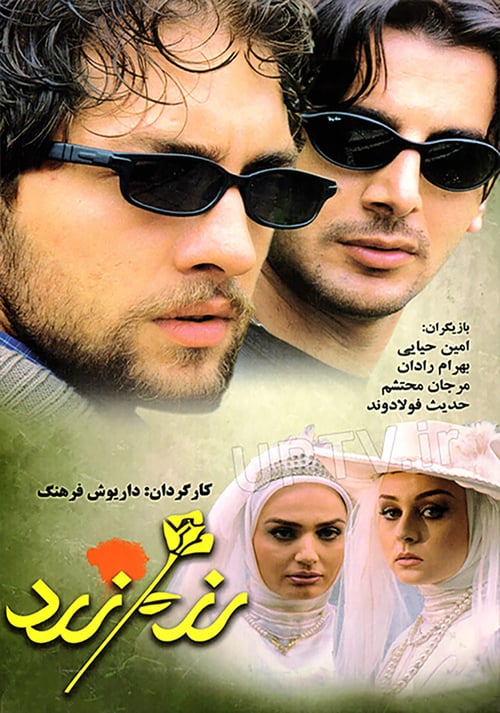 بازیگران:
امین حیایی
بهرام رادان
مرجان محتشم
حدیث فولادوند
UPTV.ir
کارگردان: داریوش فرهنگ
رز زرد